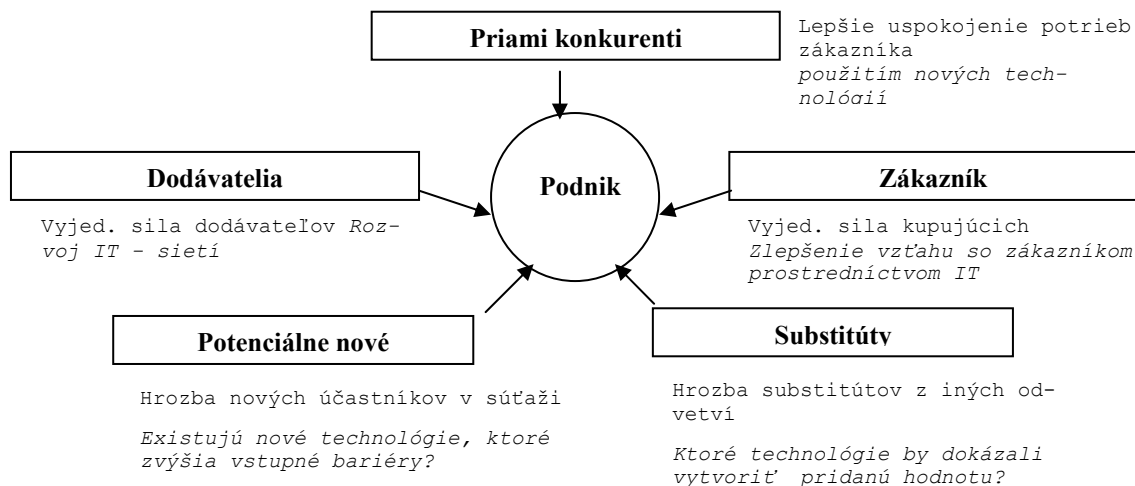 Priami konkurenti
Lepšie uspokojenie potrieb
zákazníka
použitím nových tech-
nológií
Dodávatelia
Podnik
Zákazník
Vyjed. sila dodávateľov Roz-
voj IT - sietí
Vyjed. sila kupujúcich
Zlepšenie vzťahu so zákazníkom
prostredníctvom IT
Potenciálne nové
Substitúty
Hrozba nových účastníkov v súťaži
Existujú nové technológie, ktoré
zvýšia vstupné bariéry?
Hrozba substitútov z iných od-
vetví
Ktoré technológie by dokázali
vytvoriť pridanú hodnotu?